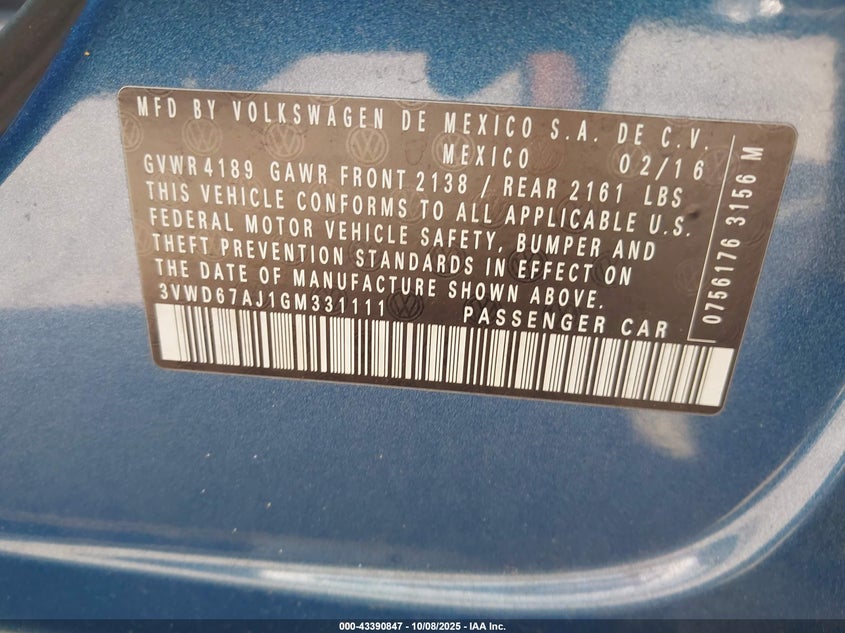 MFD BY VOLKSWAGEN DE MEXICO S.A. DE C.V.
MEXICO 02/16
GVWR 4189 GAWR FRONT 2138 / REAR 2161 LBS
THIS VEHICLE CONFORMS TO ALL APPLICABLE U.S.
FEDERAL MOTOR VEHICLE SAFETY, BUMPER AND
THEFT PREVENTION STANDARDS IN EFFECT ON
THE DATE OF MANUFACTURE SHOWN ABOVE.
3VWD67AJ1GM331111 PASSENGER CAR
0756176 3156 M
000-43390847 - 10/08/2025 - IAA Inc.